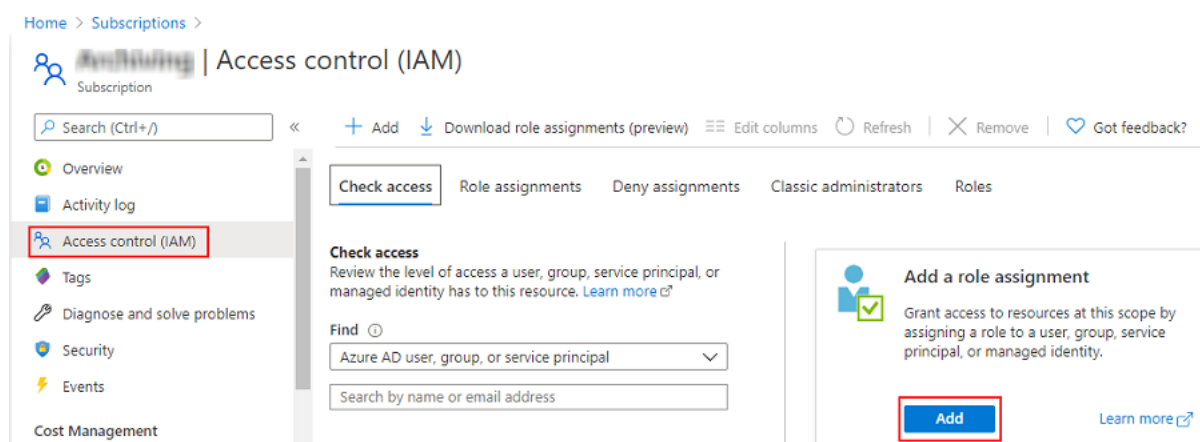 Home > Subscriptions >
| Access control (IAM)
Subscription
Search (Ctrl+/)
«
Add
Download role assignments (preview)
Edit columns
Refresh
Remove
Got feedback?
Overview
Activity log
Access control (IAM)
Tags
Diagnose and solve problems
Security
Events
Cost Management
Check access
Role assignments
Deny assignments
Classic administrators
Roles
Check access
Review the level of access a user, group, service principal, or
managed identity has to this resource. Learn more
Find
Azure AD user, group, or service principal
Search by name or email address
Add a role assignment
Grant access to resources at this scope by
assigning a role to a user, group, service
principal, or managed identity.
Add
Learn more